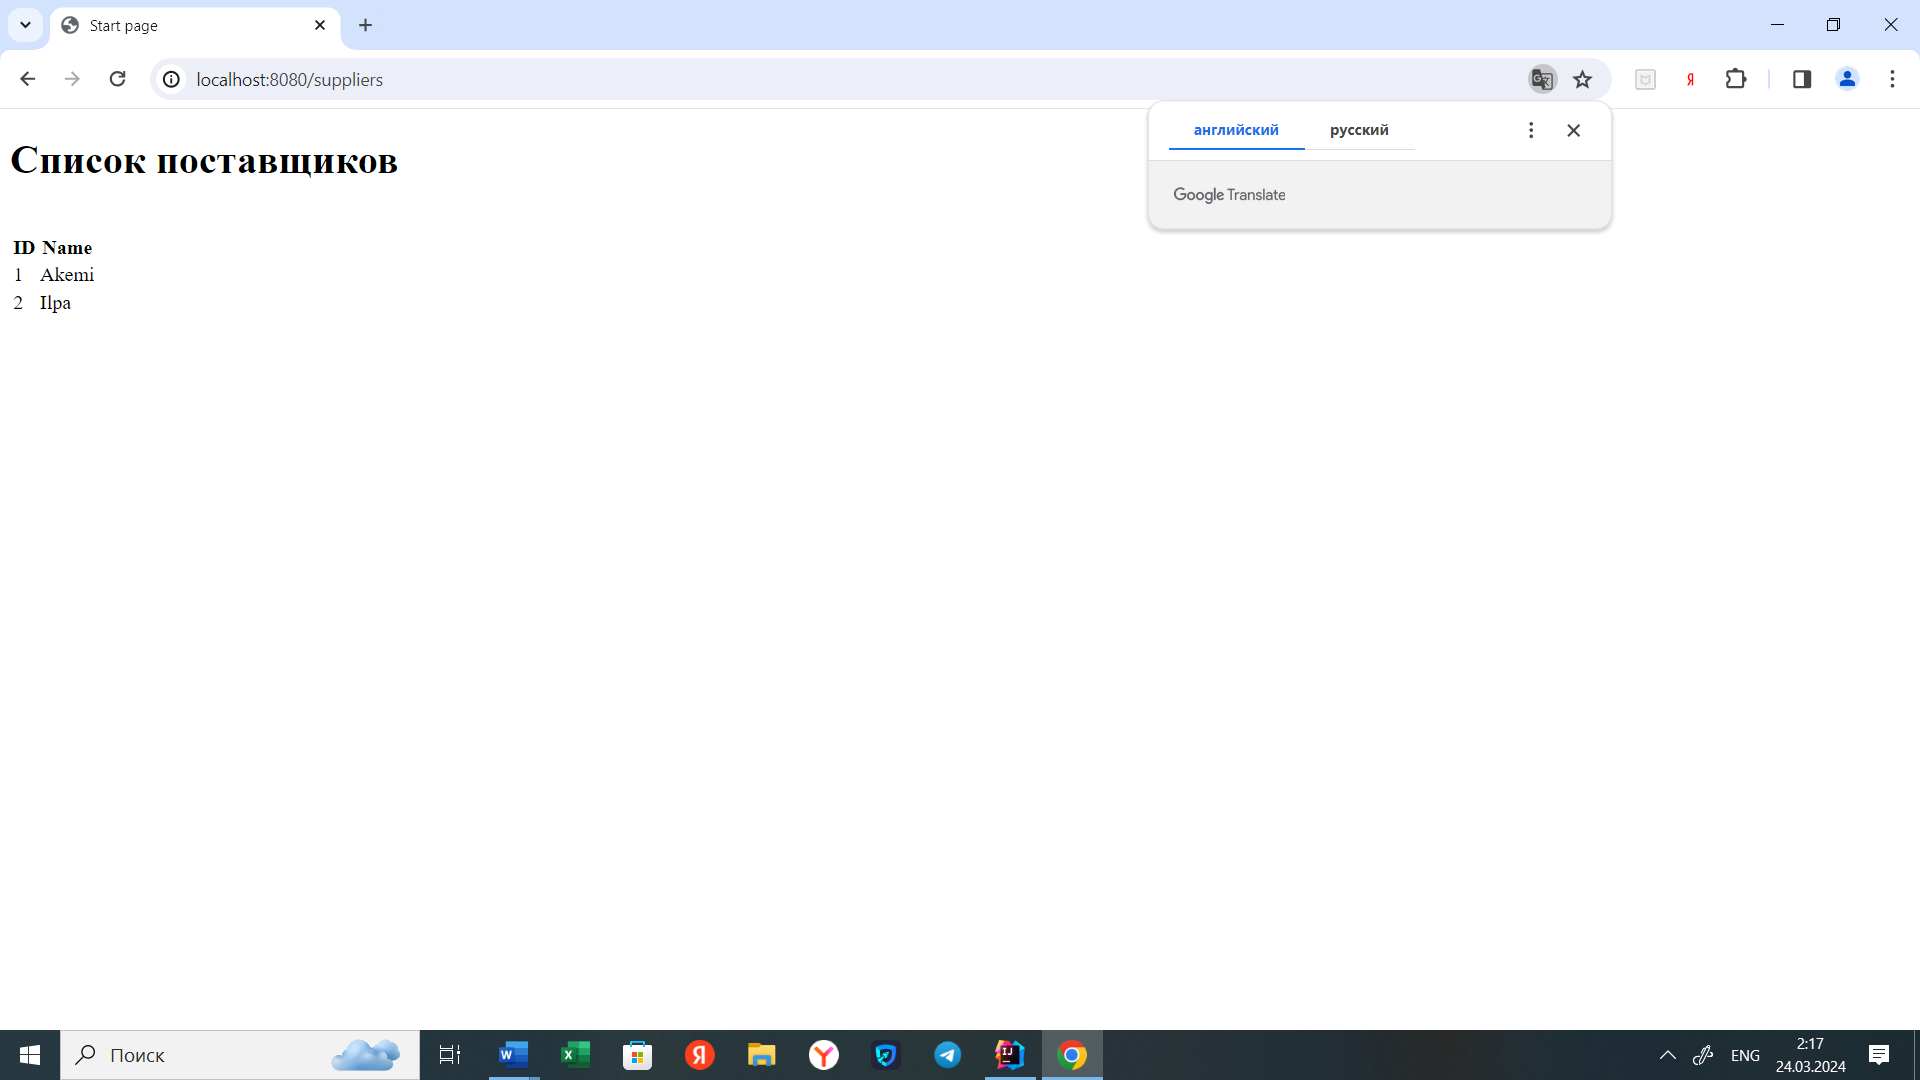 Start page
localhost:8080/suppliers
английский русский
Google Translate
Список поставщиков
ID Name
1 Akemi
2 Ilpa
Поиск
ENG
2:17
24.03.2024